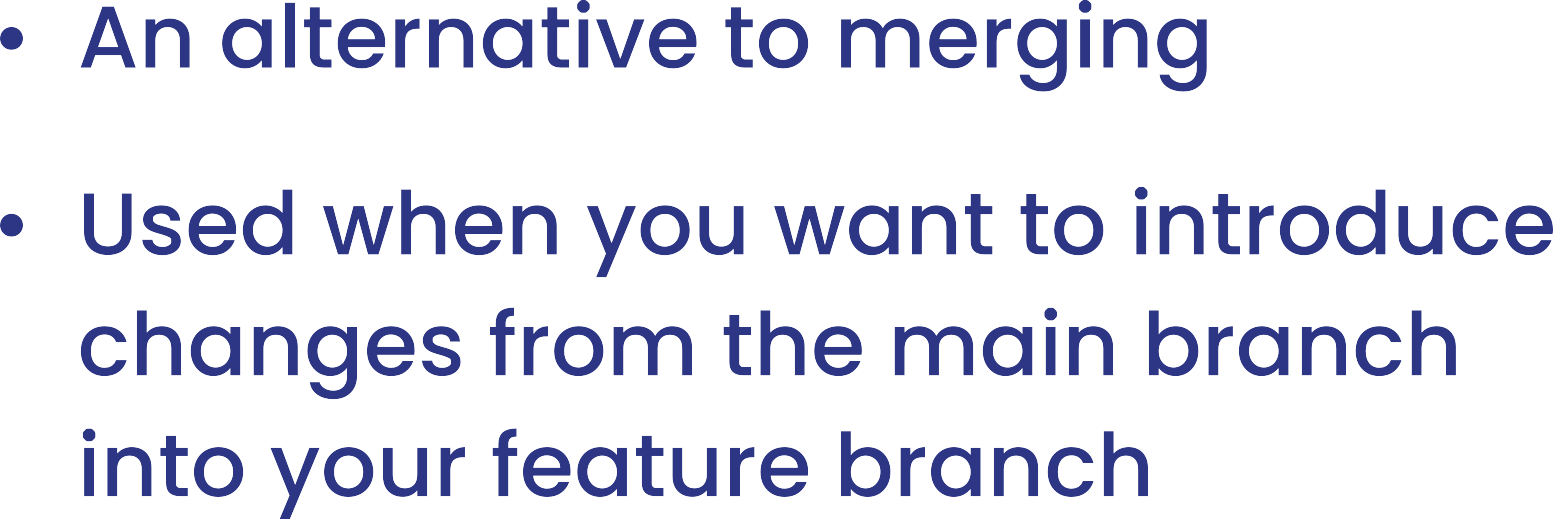 • An alternative to merging
• Used when you want to introduce
changes from the main branch
into your feature branch